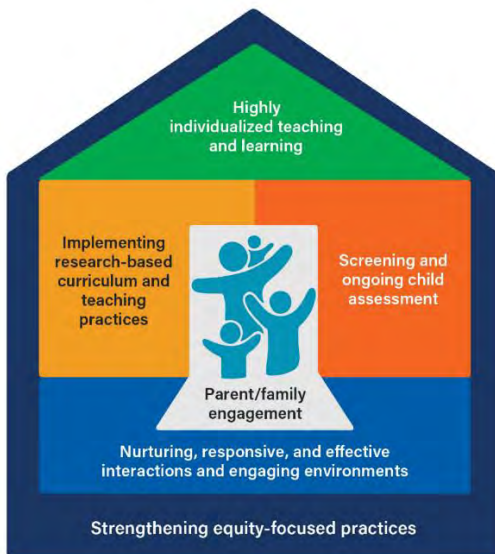 Highly
individualized teaching
and learning
Implementing
research-based
curriculum and
teaching
practices
Screening and
ongoing child
assessment
Parent/family
engagement
Nurturing, responsive, and effective
interactions and engaging environments
Strengthening equity-focused practices